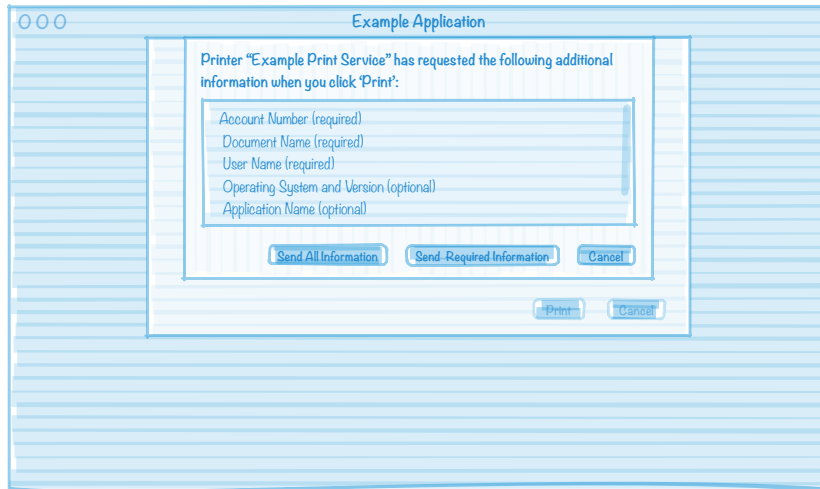 Example Application
Printer “Example Print Service” has requested the following additional
information when you click ‘Print’:
Account Number (required)
Document Name (required)
User Name (required)
Operating System and Version (optional)
Application Name (optional)
Send All Information Send Required Information Cancel
Print Cancel